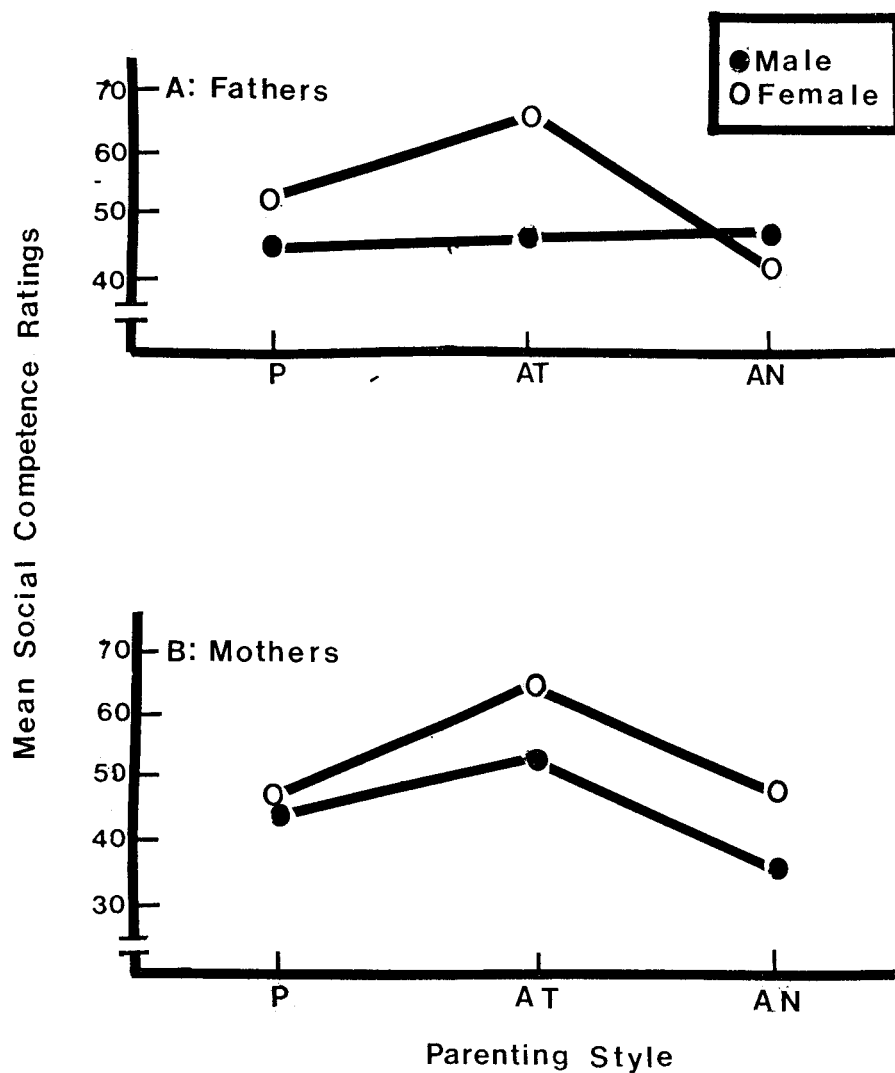 Male
Female
A: Fathers
70
60
50
40
P AT AN
Mean Social Competence Ratings
B: Mothers
70
60
50
40
30
P AT AN
Parenting Style